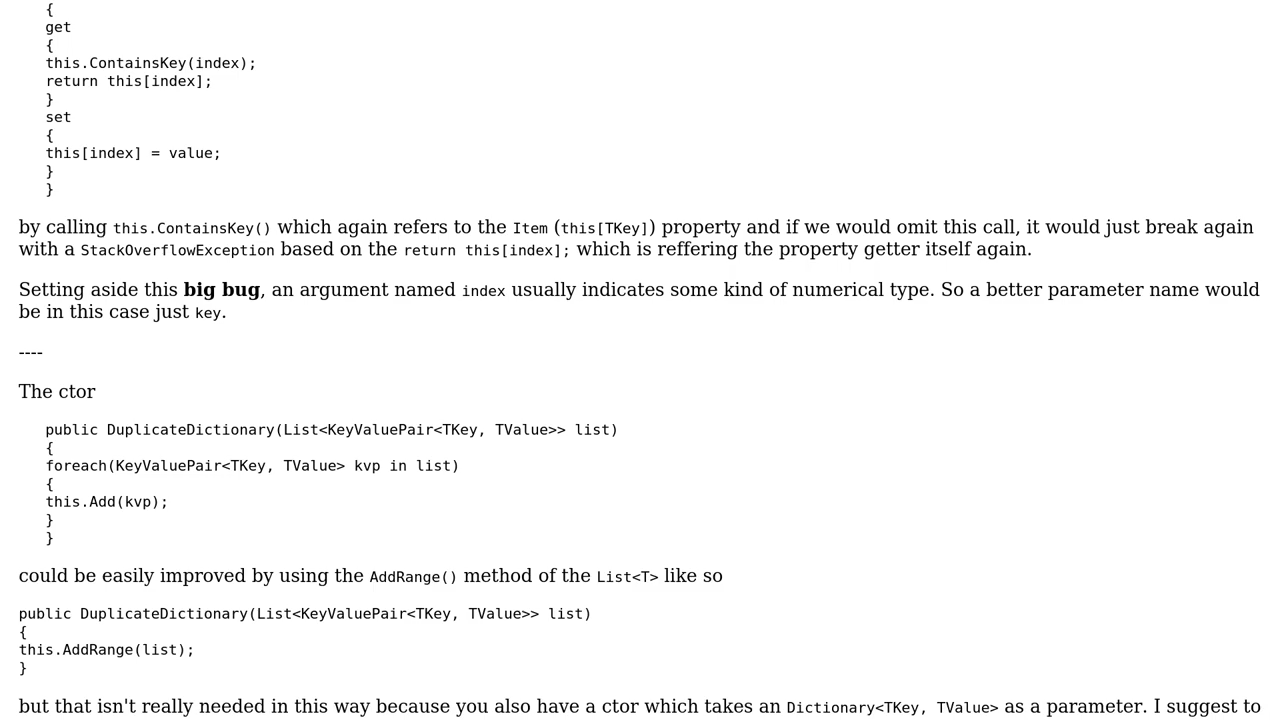 {
get
{
this.ContainsKey(index);
return this[index];
}
set
{
this[index] = value;
}
}
by calling this.ContainsKey() which again refers to the Item (this[TKey]) property and if we would omit this call, it would just break again
with a StackOverflowException based on the return this[index]; which is reffering the property getter itself again.
Setting aside this big bug, an argument named index usually indicates some kind of numerical type. So a better parameter name would
be in this case just key.
----
The ctor
public DuplicateDictionary(List<KeyValuePair<TKey, TValue>> list)
{
foreach(KeyValuePair<TKey, TValue> kvp in list)
{
this.Add(kvp);
}
}
could be easily improved by using the AddRange() method of the List<T> like so
public DuplicateDictionary(List<KeyValuePair<TKey, TValue>> list)
{
this.AddRange(list);
}
but that isn't really needed in this way because you also have a ctor which takes an Dictionary<TKey, TValue> as a parameter. I suggest to